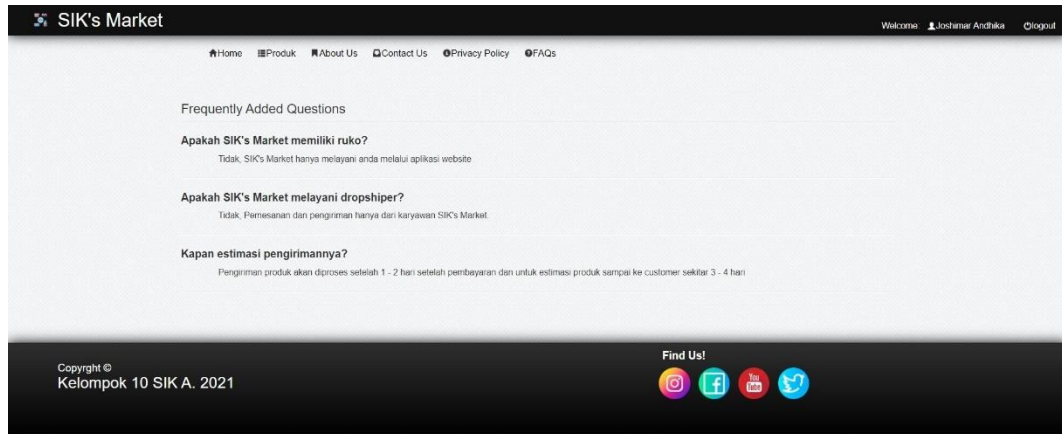 SIK's Market
Welcome: Joshimar Andhika logout
Home Produk About Us Contact Us Privacy Policy FAQs
Frequently Added Questions
Apakah SIK's Market memiliki ruko?
Tidak, SIK's Market hanya melayani anda melalui aplikasi website
Apakah SIK's Market melayani dropshiper?
Tidak, Pemesanan dan pengiriman hanya dari karyawan SIK's Market.
Kapan estimasi pengirimannya?
Pengiriman produk akan diproses setelah 1 - 2 hari setelah pembayaran dan untuk estimasi produk sampai ke customer sekitar 3 - 4 hari
Copyrght ©
Kelompok 10 SIK A. 2021
Find Us!
You
Tube